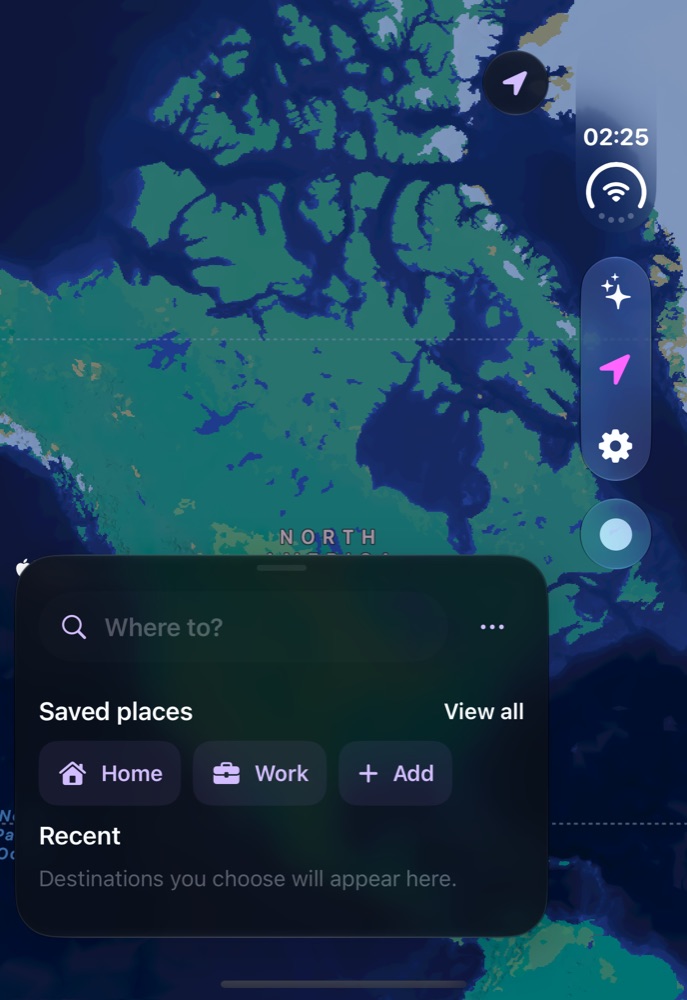 02:25
NORTH
AMERICA
Where to?
Saved places
View all
Home
Work
Add
Recent
Destinations you choose will appear here.